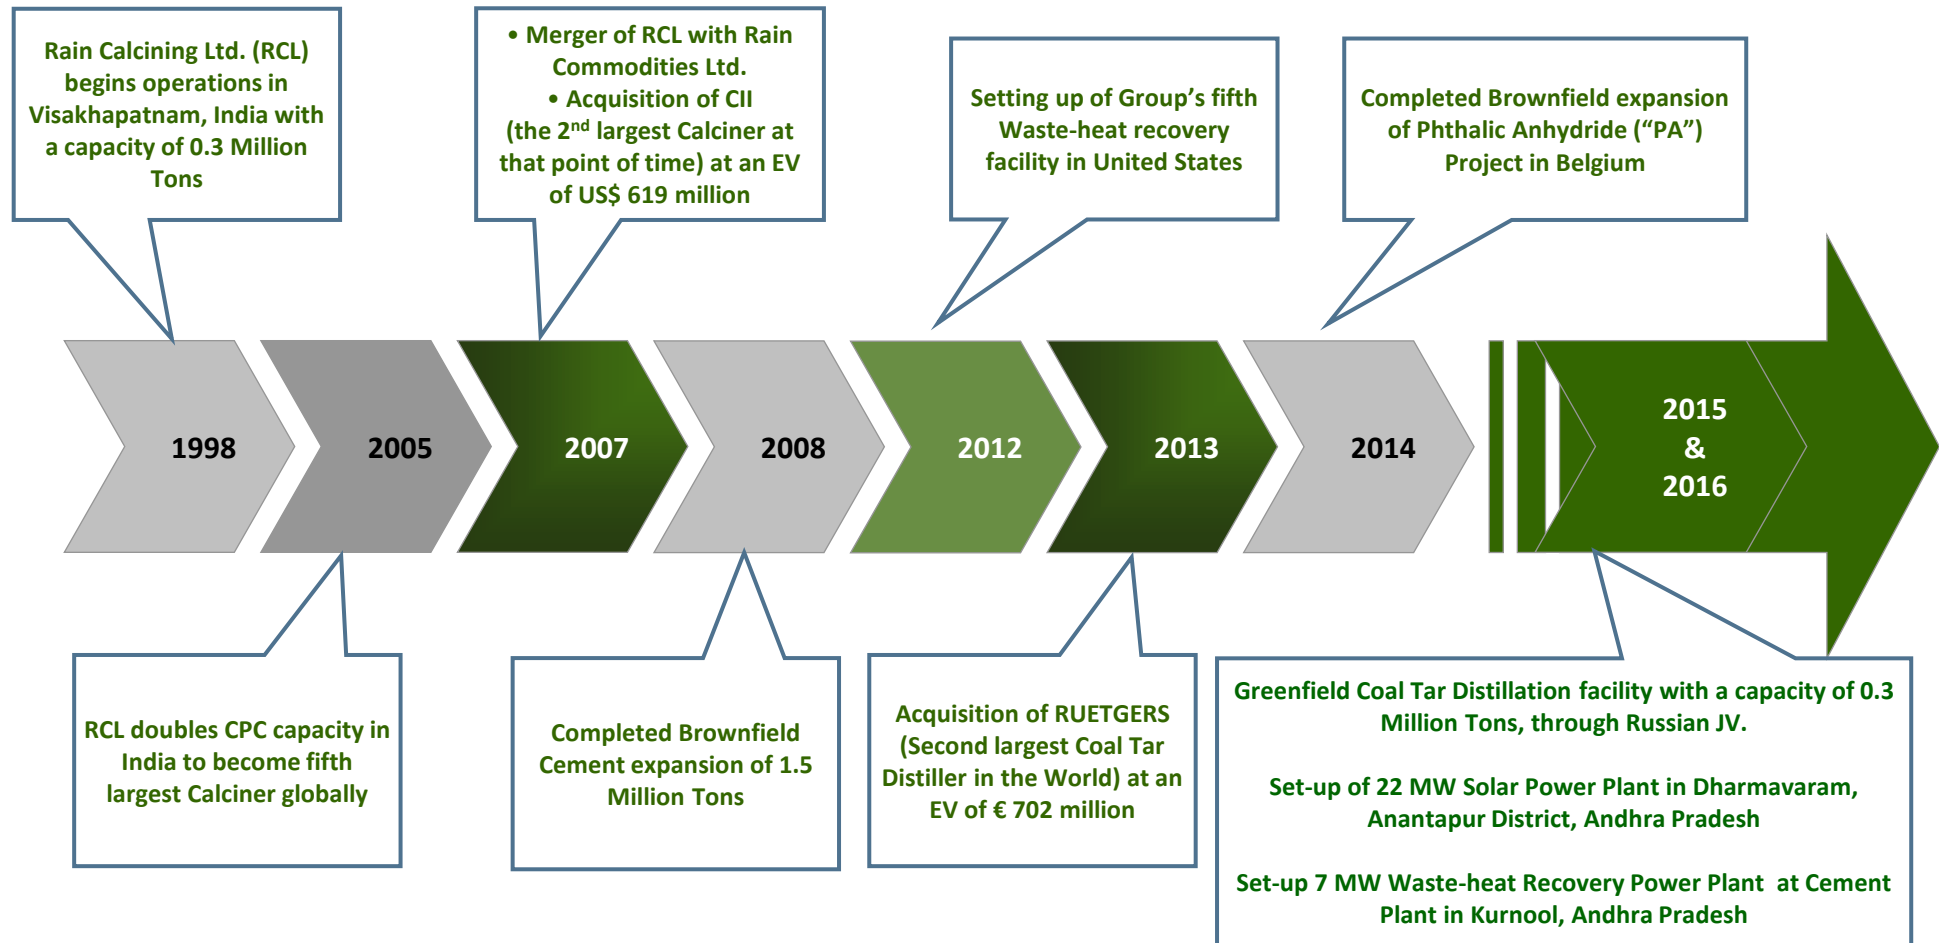 Rain Calcining Ltd. (RCL)
begins operations in
Visakhapatnam, India with
a capacity of 0.3 Million
Tons
• Merger of RCL with Rain
Commodities Ltd.
• Acquisition of CII
(the 2nd largest Calciner at
that point of time) at an EV
of US$ 619 million
Setting up of Group’s fifth
Waste-heat recovery
facility in United States
Completed Brownfield expansion
of Phthalic Anhydride (“PA”)
Project in Belgium
1998
2005
2007
2008
2012
2013
2014
2015
&
2016
RCL doubles CPC capacity in
India to become fifth
largest Calciner globally
Completed Brownfield
Cement expansion of 1.5
Million Tons
Acquisition of RUETGERS
(Second largest Coal Tar
Distiller in the World) at an
EV of € 702 million
Greenfield Coal Tar Distillation facility with a capacity of 0.3
Million Tons, through Russian JV.
Set-up of 22 MW Solar Power Plant in Dharmavaram,
Anantapur District, Andhra Pradesh
Set-up 7 MW Waste-heat Recovery Power Plant at Cement
Plant in Kurnool, Andhra Pradesh